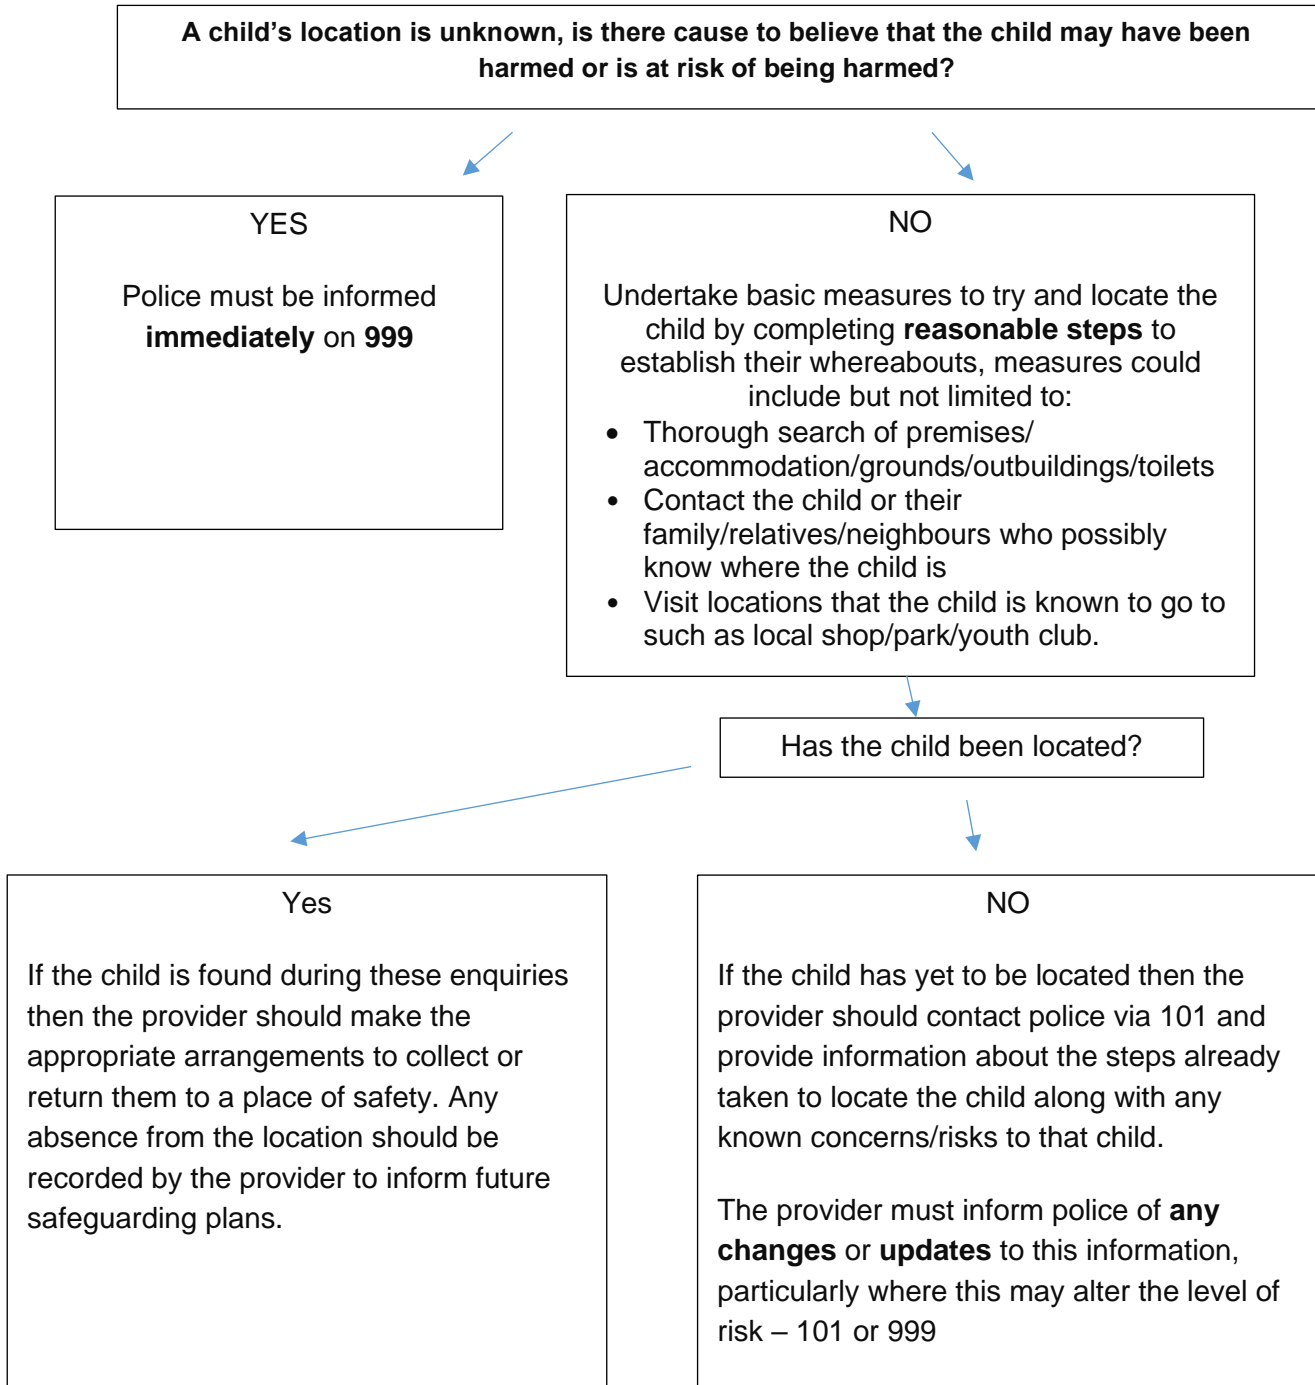 A child’s location is unknown, is there cause to believe that the child may have been
harmed or is at risk of being harmed?
YES
Police must be informed
immediately on 999
NO
Undertake basic measures to try and locate the
child by completing reasonable steps to
establish their whereabouts, measures could
include but not limited to:
• Thorough search of premises/
accommodation/grounds/outbuildings/toilets
• Contact the child or their
family/relatives/neighbours who possibly
know where the child is
• Visit locations that the child is known to go to
such as local shop/park/youth club.
Has the child been located?
Yes
If the child is found during these enquiries
then the provider should make the
appropriate arrangements to collect or
return them to a place of safety. Any
absence from the location should be
recorded by the provider to inform future
safeguarding plans.
NO
If the child has yet to be located then the
provider should contact police via 101 and
provide information about the steps already
taken to locate the child along with any
known concerns/risks to that child.
The provider must inform police of any
changes or updates to this information,
particularly where this may alter the level of
risk – 101 or 999